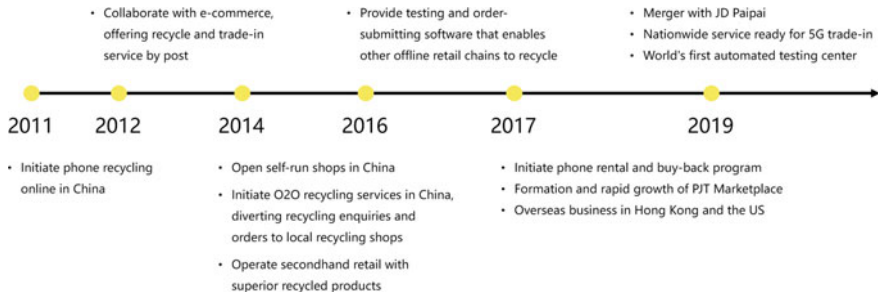 • Collaborate with e-commerce,
offering recycle and trade-in
service by post
• Provide testing and order-
submitting software that enables
other offline retail chains to recycle
• Merger with JD Paipai
• Nationwide service ready for 5G trade-in
• World's first automated testing center
2011
2012
2014
2016
2017
2019
• Initiate phone recycling
online in China
• Open self-run shops in China
• Initiate O2O recycling services in China,
diverting recycling enquiries and
orders to local recycling shops
• Operate secondhand retail with
superior recycled products
• Initiate phone rental and buy-back program
• Formation and rapid growth of PJT Marketplace
• Overseas business in Hong Kong and the US